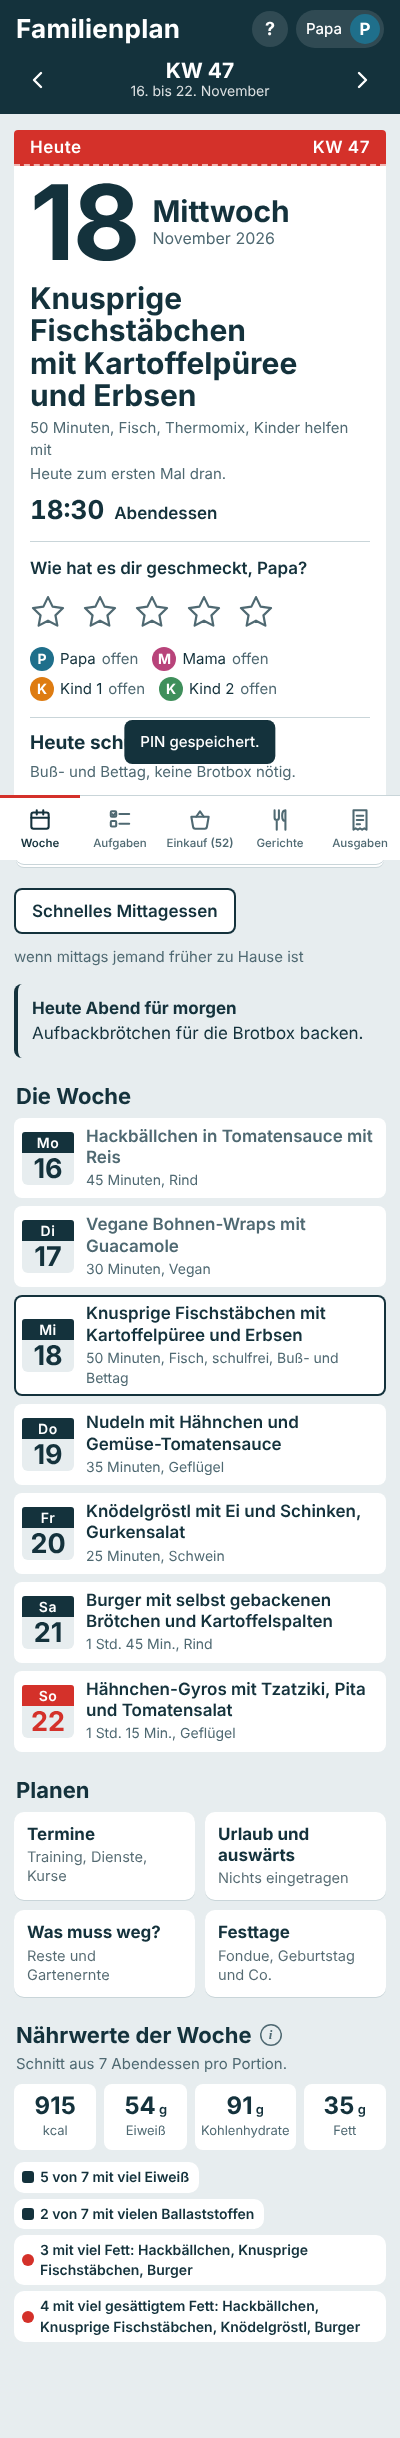 Familienplan
?
Papa P
KW 47
16. bis 22. November
Heute KW 47
18 Mittwoch
November 2026
Knusprige
Fischstäbchen
mit Kartoffelpüree
und Erbsen
50 Minuten, Fisch, Thermomix, Kinder helfen
mit
Heute zum ersten Mal dran.
18:30 Abendessen
Wie hat es dir geschmeckt, Papa?
P Papa offen M Mama offen
K Kind 1 offen K Kind 2 offen
Heute sch
PIN gespeichert.
Buß- und Bettag, keine Brotbox nötig.
Woche Aufgaben Einkauf (52) Gerichte Ausgaben
Schnelles Mittagessen
wenn mittags jemand früher zu Hause ist
Heute Abend für morgen
Aufbackbrötchen für die Brotbox backen.
Die Woche
Mo
16
Hackbällchen in Tomatensauce mit
Reis
45 Minuten, Rind
Di
17
Vegane Bohnen-Wraps mit
Guacamole
30 Minuten, Vegan
Mi
18
Knusprige Fischstäbchen mit
Kartoffelpüree und Erbsen
50 Minuten, Fisch, schulfrei, Buß- und
Bettag
Do
19
Nudeln mit Hähnchen und
Gemüse-Tomatensauce
35 Minuten, Geflügel
Fr
20
Knödelgröstl mit Ei und Schinken,
Gurkensalat
25 Minuten, Schwein
Sa
21
Burger mit selbst gebackenen
Brötchen und Kartoffelspalten
1 Std. 45 Min., Rind
So
22
Hähnchen-Gyros mit Tzatziki, Pita
und Tomatensalat
1 Std. 15 Min., Geflügel
Planen
Termine
Training, Dienste,
Kurse
Urlaub und
auswärts
Nichts eingetragen
Was muss weg?
Reste und
Gartenernte
Festtage
Fondue, Geburtstag
und Co.
Nährwerte der Woche i
Schnitt aus 7 Abendessen pro Portion.
915
kcal
54 g
Eiweiß
91 g
Kohlenhydrate
35 g
Fett
5 von 7 mit viel Eiweiß
2 von 7 mit vielen Ballaststoffen
3 mit viel Fett: Hackbällchen, Knusprige
Fischstäbchen, Burger
4 mit viel gesättigtem Fett: Hackbällchen,
Knusprige Fischstäbchen, Knödelgröstl, Burger